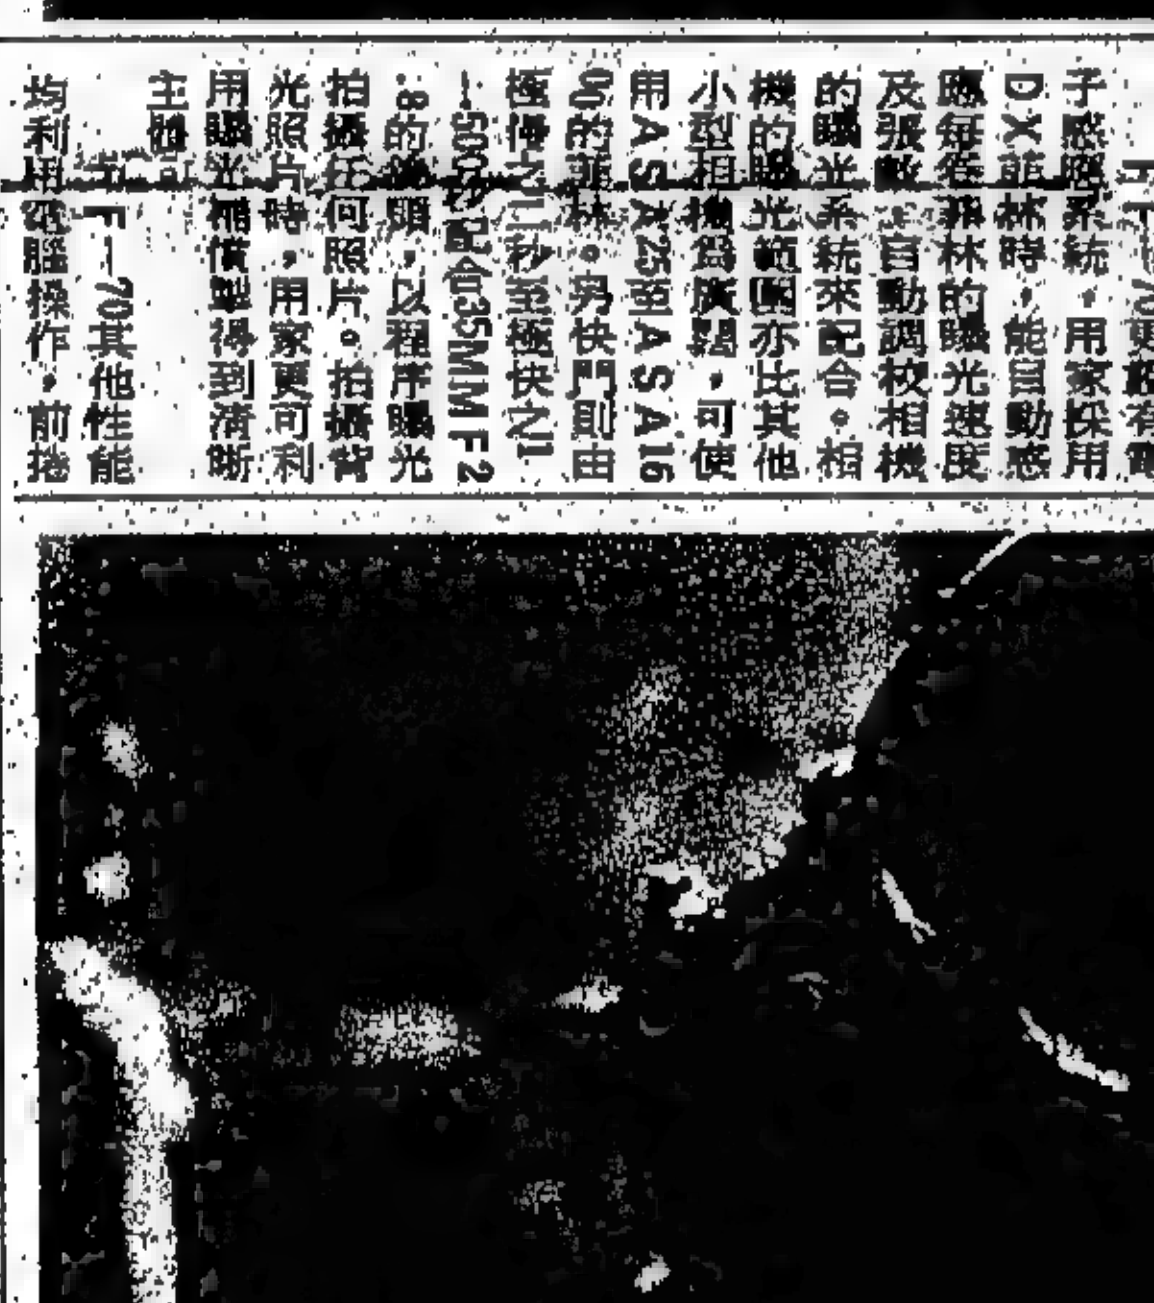 更設有電
子感應系統，用家採用
DX菲林時，能自動感
應每卷菲林的曝光速度
及張數，自動調校相機
的曝光系統來配合。相
機的曝光範圍亦比其他
小型相機為廣闊，可使
用ASA25至ASA16
00的菲林。另快門則由
極慢之二秒至極快之1
—500秒配合35MMF2
:8的鏡頭，以程序曝光
拍攝任何照片。拍攝背
光照片時，用家更可利
用曝光補償掣得到清晰
主體
F—70其他性能
均利用電腦操作，前捲